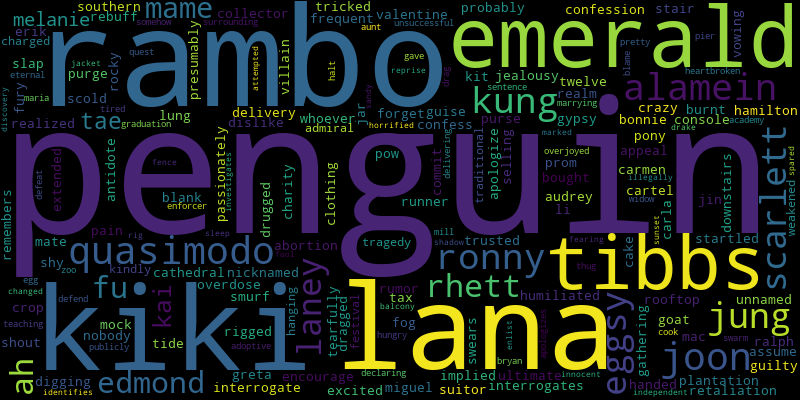 southern
mame
tricked
collector
melanie
rebuff
frequent
valentine
probably
confession
stair
erik
somehow
surrounding
unsuccessful
aunt
rambo
emerald
charged
slap
rocky
presumably
villain
attempted
halt
gave
jacket
quest
pretty
pier
vowing
blame
heartbroken
fury
purge
eternal
scold
maria
reprise
drag
kit
jealousy
twelve
realm
alamein
kung
sentence
marrying
sandy
tired
discovery
realized
tae
graduation
lung
delivery
dislike
whoever
admiral
jar
horrified
forget
guise
confess
purse
gypsy
crazy
bonnie
burnt
console
hamilton
academy
drake
penguin
extended
fence
antidote
defeat
blank
enforcer
passionately
investigates
drugged
charity
clothing
pow
runner
commit
delivering
traditional
apologize
selling
marked
overjoyed
prom
bought
li
pony
appeal
carmen
illegally
cartel
widow
audrey
jin
downstairs
scarlett
spared
weakened
remembers
pain
rig
sleep
mate
shy
zoo
quasimodo
abortion
tragedy
mill
shadow
trusted
ronny
fearing
thug
tibbs
cake
sunset
carla
startled
egg
kindly
cathedral
nicknamed
fool
changed
fu
overdose
smurf
hanging
laney
rumor
rhett
humiliated
rooftop
unnamed
crop
defend
kai
teaching
mock
nobody
publicly
tide
rigged
adoptive
tearfully
dragged
festival
balcony
tax
fog
hungry
swears
enlist
goat
cook
mac
swarm
jung
ralph
shout
kiki
lana
eggsy
gathering
joon
assume
guilty
ah
digging
identifies
edmond
greta
interrogate
encourage
excited
declaring
miguel
bryan
implied
suitor
ultimate
innocent
interrogates
handed
independent
plantation
retaliation